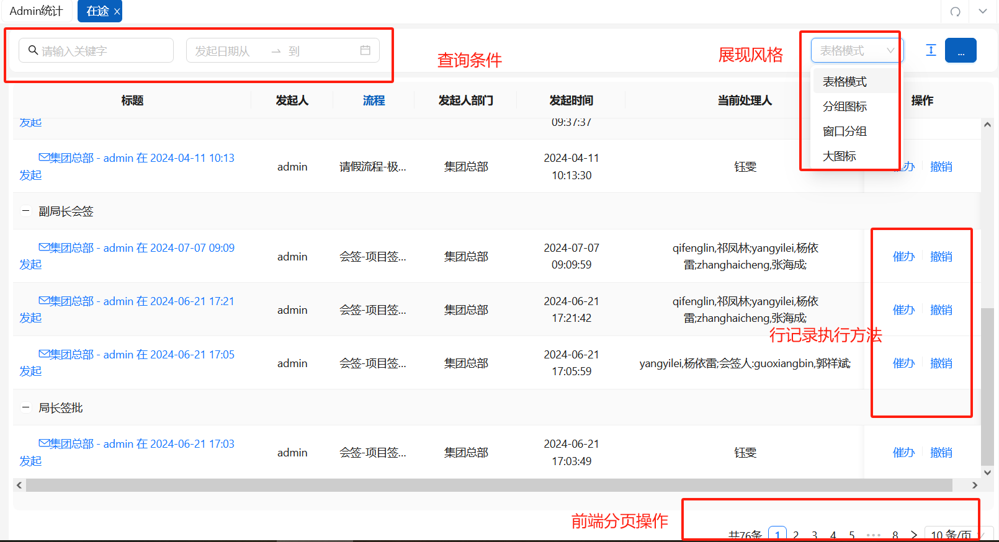 Admin统计
在途 ×
请输入关键字
发起日期从 → 到
查询条件
展现风格
表格模式
...
表格模式
分组图标
窗口分组
大图标
标题 发起人 流程 发起人部门 发起时间 当前处理人 操作
发起
09:37:37
集团总部 - admin 在 2024-04-11 10:13
发起
admin 请假流程-极... 集团总部
2024-04-11
10:13:30
钰雯
催办 撤销
副局长会签
集团总部 - admin 在 2024-07-07 09:09
发起
admin 会签-项目签... 集团总部
2024-07-07
09:09:59
qifenglin,祁凤林;yangyilei,杨依
雷;zhanghaicheng,张海成;
催办 撤销
集团总部 - admin 在 2024-06-21 17:21
发起
admin 会签-项目签... 集团总部
2024-06-21
17:21:42
qifenglin,祁凤林;yangyilei,杨依
雷;zhanghaicheng,张海成;
催办 撤销
行记录执行方法
集团总部 - admin 在 2024-06-21 17:05
发起
admin 会签-项目签... 集团总部
2024-06-21
17:05:59
yangyilei,杨依雷;会签人:guoxiangbin,郭祥斌;
催办 撤销
局长签批
集团总部 - admin 在 2024-06-21 17:03
发起
admin 会签-项目签... 集团总部
2024-06-21
17:03:49
钰雯
催办 撤销
前端分页操作
共76条 1 2 3 4 5 ••• 8 > 10 条/页